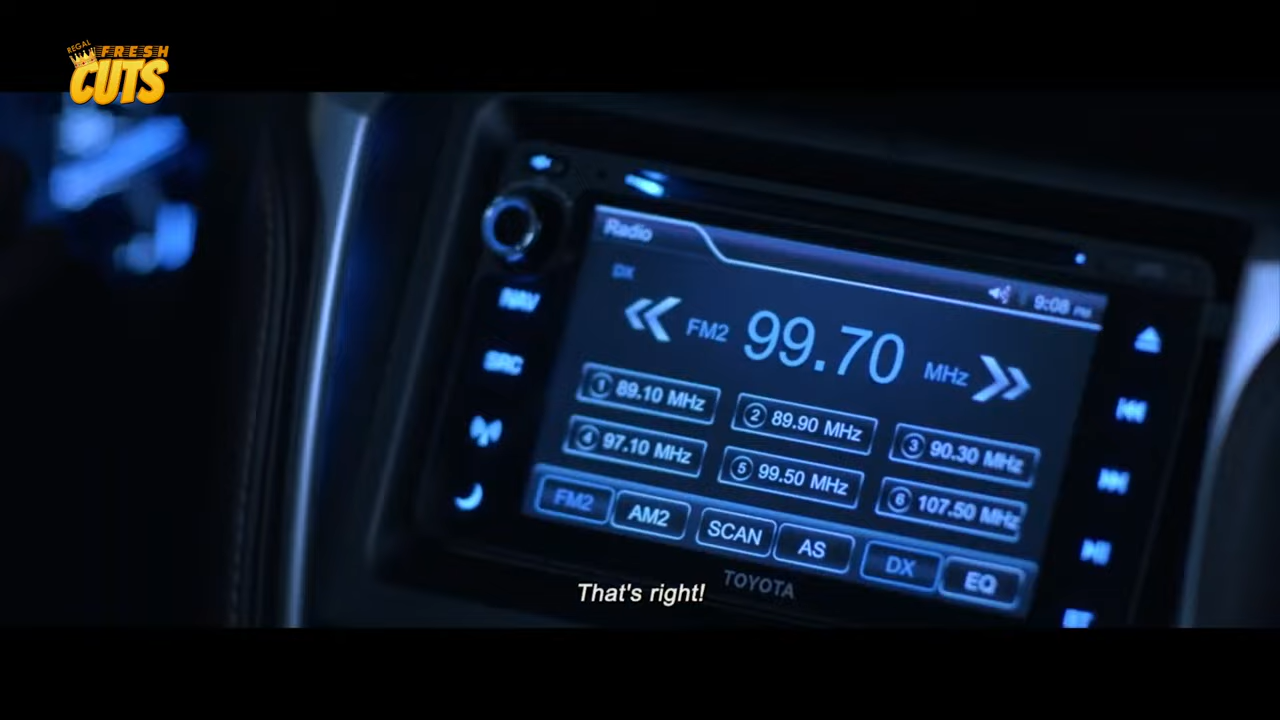 REGAL
FRESH
CUTS
Radio
DX
9:08 PM
FM2 99.70 MHz
NAV
SRC
1 89.10 MHz
2 89.90 MHz
3 90.30 MHz
4 97.10 MHz
5 99.50 MHz
6 107.50 MHz
FM2 AM2 SCAN AS DX EQ
TOYOTA
That's right!